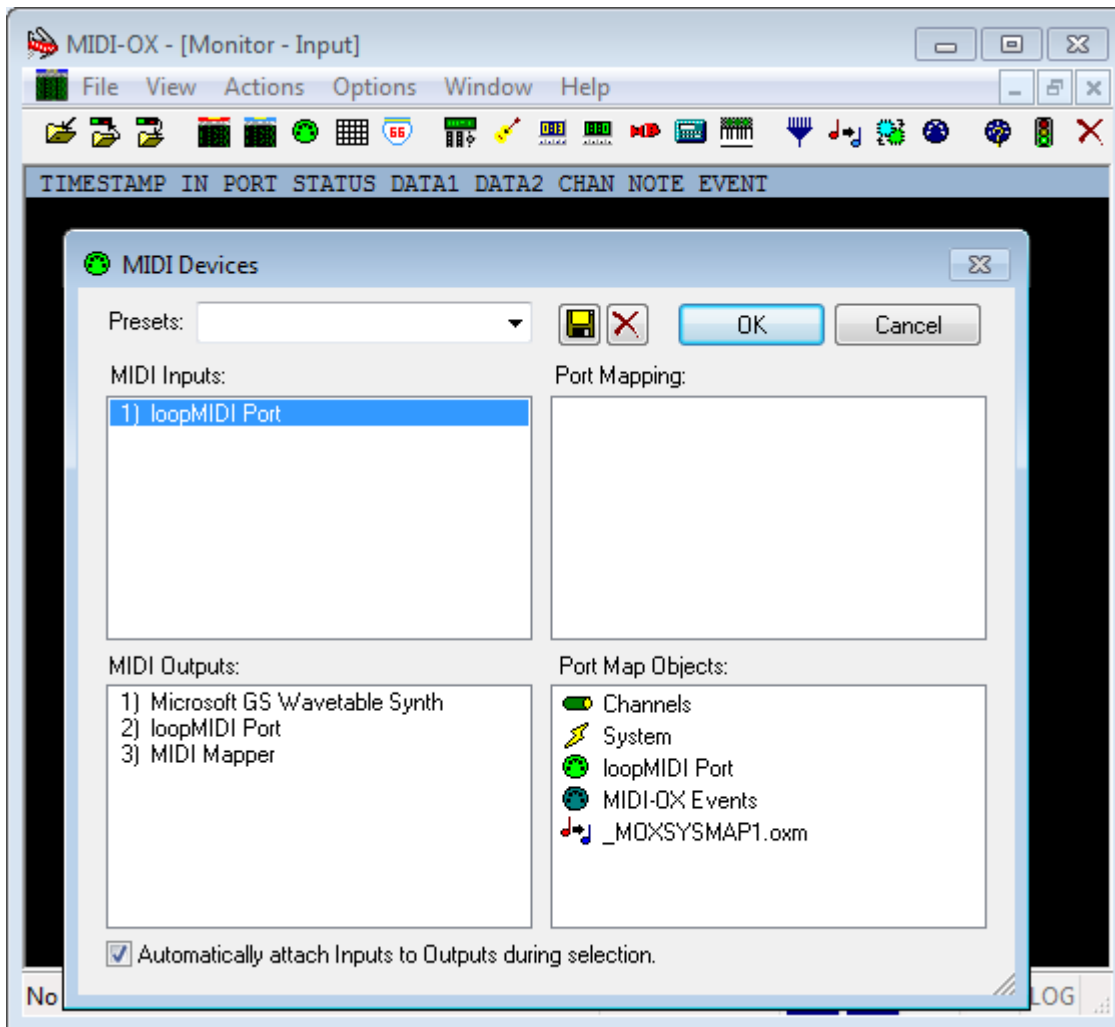 MIDI-OX - [Monitor - Input]
File View Actions Options Window Help
66
TIMESTAMP IN PORT STATUS DATA1 DATA2 CHAN NOTE EVENT
MIDI Devices
Presets:
OK
Cancel
MIDI Inputs:
1) loopMIDI Port
Port Mapping:
MIDI Outputs:
1) Microsoft GS Wavetable Synth
2) loopMIDI Port
3) MIDI Mapper
Port Map Objects:
Channels
System
loopMIDI Port
MIDI-OX Events
_MOXSYSMAP1.oxm
Automatically attach Inputs to Outputs during selection.
No
LOG